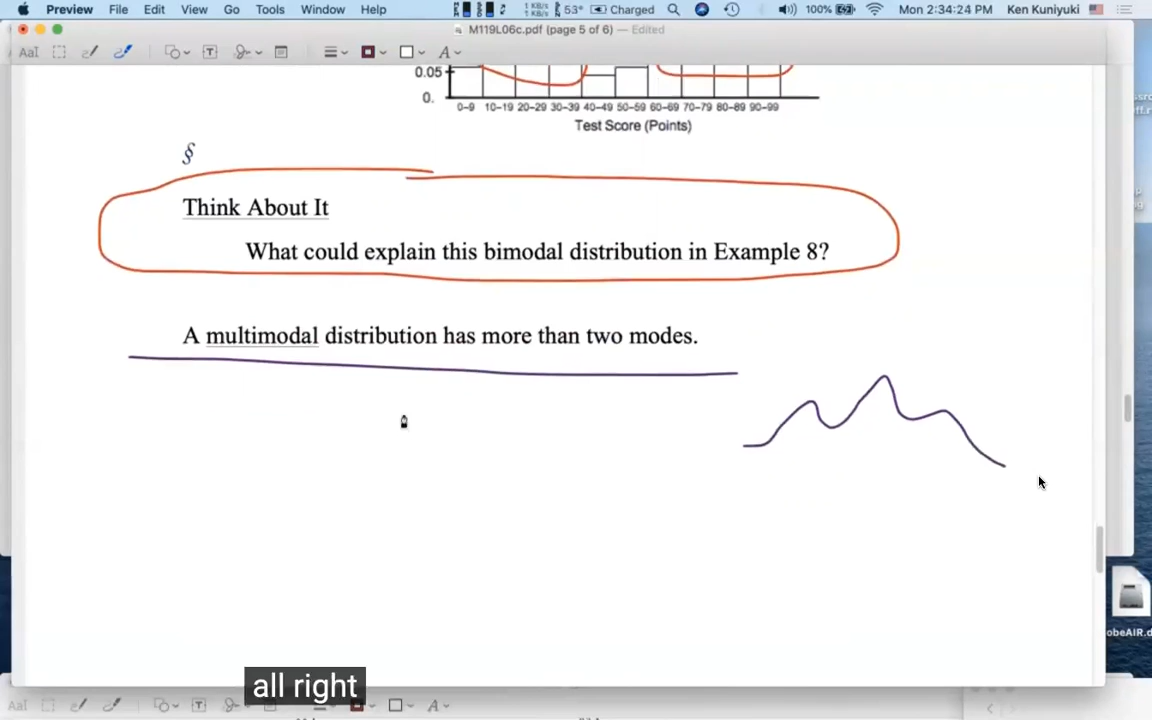 Preview File Edit View Go Tools Window Help 53° Charged 100% Mon 2:34:24 PM Ken Kuniyuki
M119L06c.pdf (page 5 of 6) — Edited
0.05
0.
0–9 10–19 20–29 30–39 40–49 50–59 60–69 70–79 80–89 90–99
Test Score (Points)
§
Think About It
What could explain this bimodal distribution in Example 8?
A multimodal distribution has more than two modes.
obeAIR.d
all right